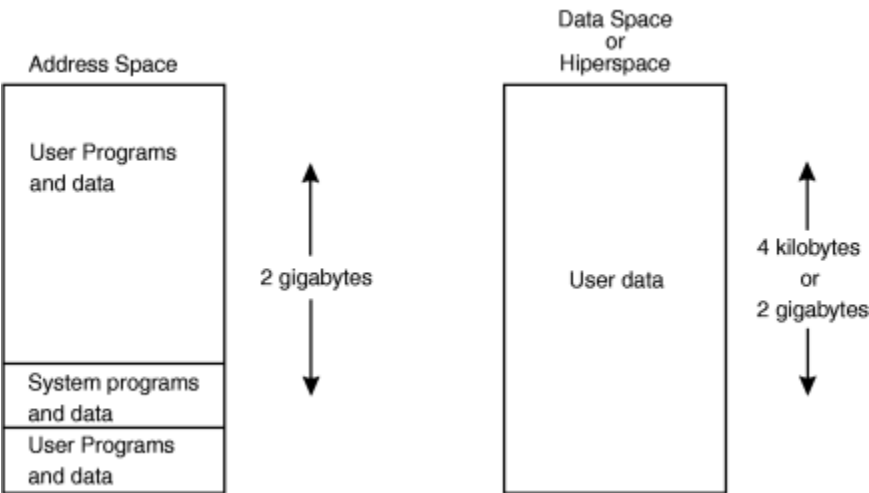 Address Space
User Programs
and data
System programs
and data
User Programs
and data
2 gigabytes
Data Space
or
Hiperspace
User data
4 kilobytes
or
2 gigabytes